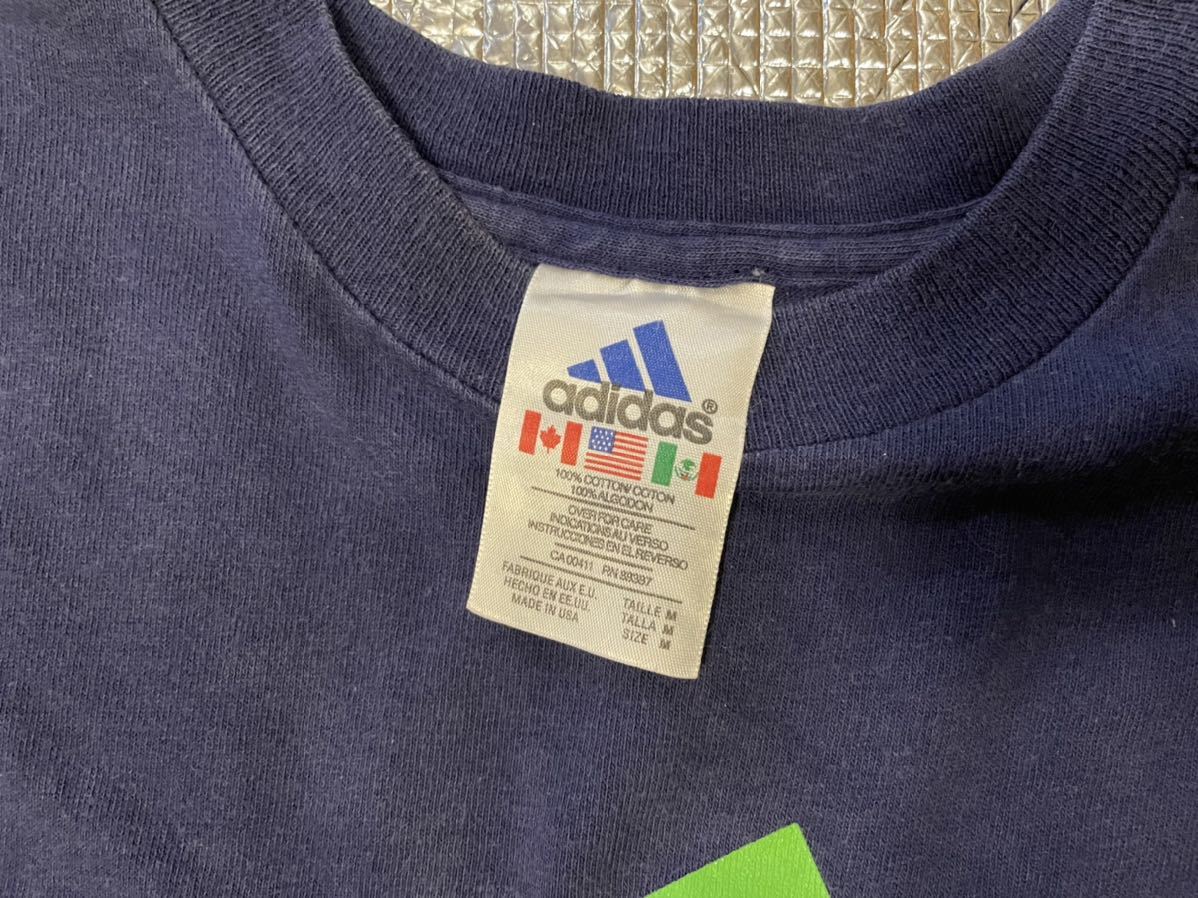 adidas®
100% COTTON/COTON
100% ALGODON
OVER FOR CARE
INDICATIONS AU VERSO
INSTRUCCIONES EN EL REVERSO
CA 00411 RN 89387
FABRIQUE AUX E.U.
HECHO EN EE.UU.
MADE IN USA
TAILLE M
TALLA M
SIZE M